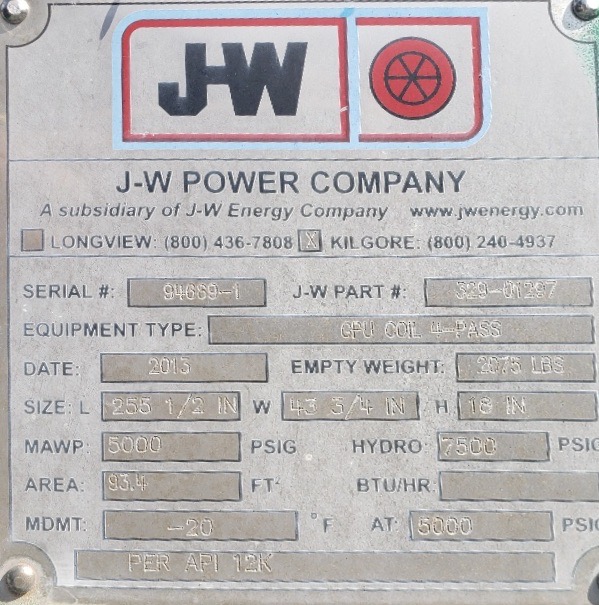 J-W
J-W POWER COMPANY
A subsidiary of J-W Energy Company www.jwenergy.com
LONGVIEW: (800) 436-7808 X KILGORE: (800) 240-4937
SERIAL #: 94689-1 J-W PART #: 329-01297
EQUIPMENT TYPE: GPU COIL 4-PASS
DATE: 2013 EMPTY WEIGHT: 2075 LBS
SIZE: L 255 1/2 IN W 43 3/4 IN H 18 IN
MAWP: 5000 PSIG HYDRO: 7500 PSIG
AREA: 93.4 FT² BTU/HR:
MDMT: -20 °F AT: 5000 PSIG
PER API 12K